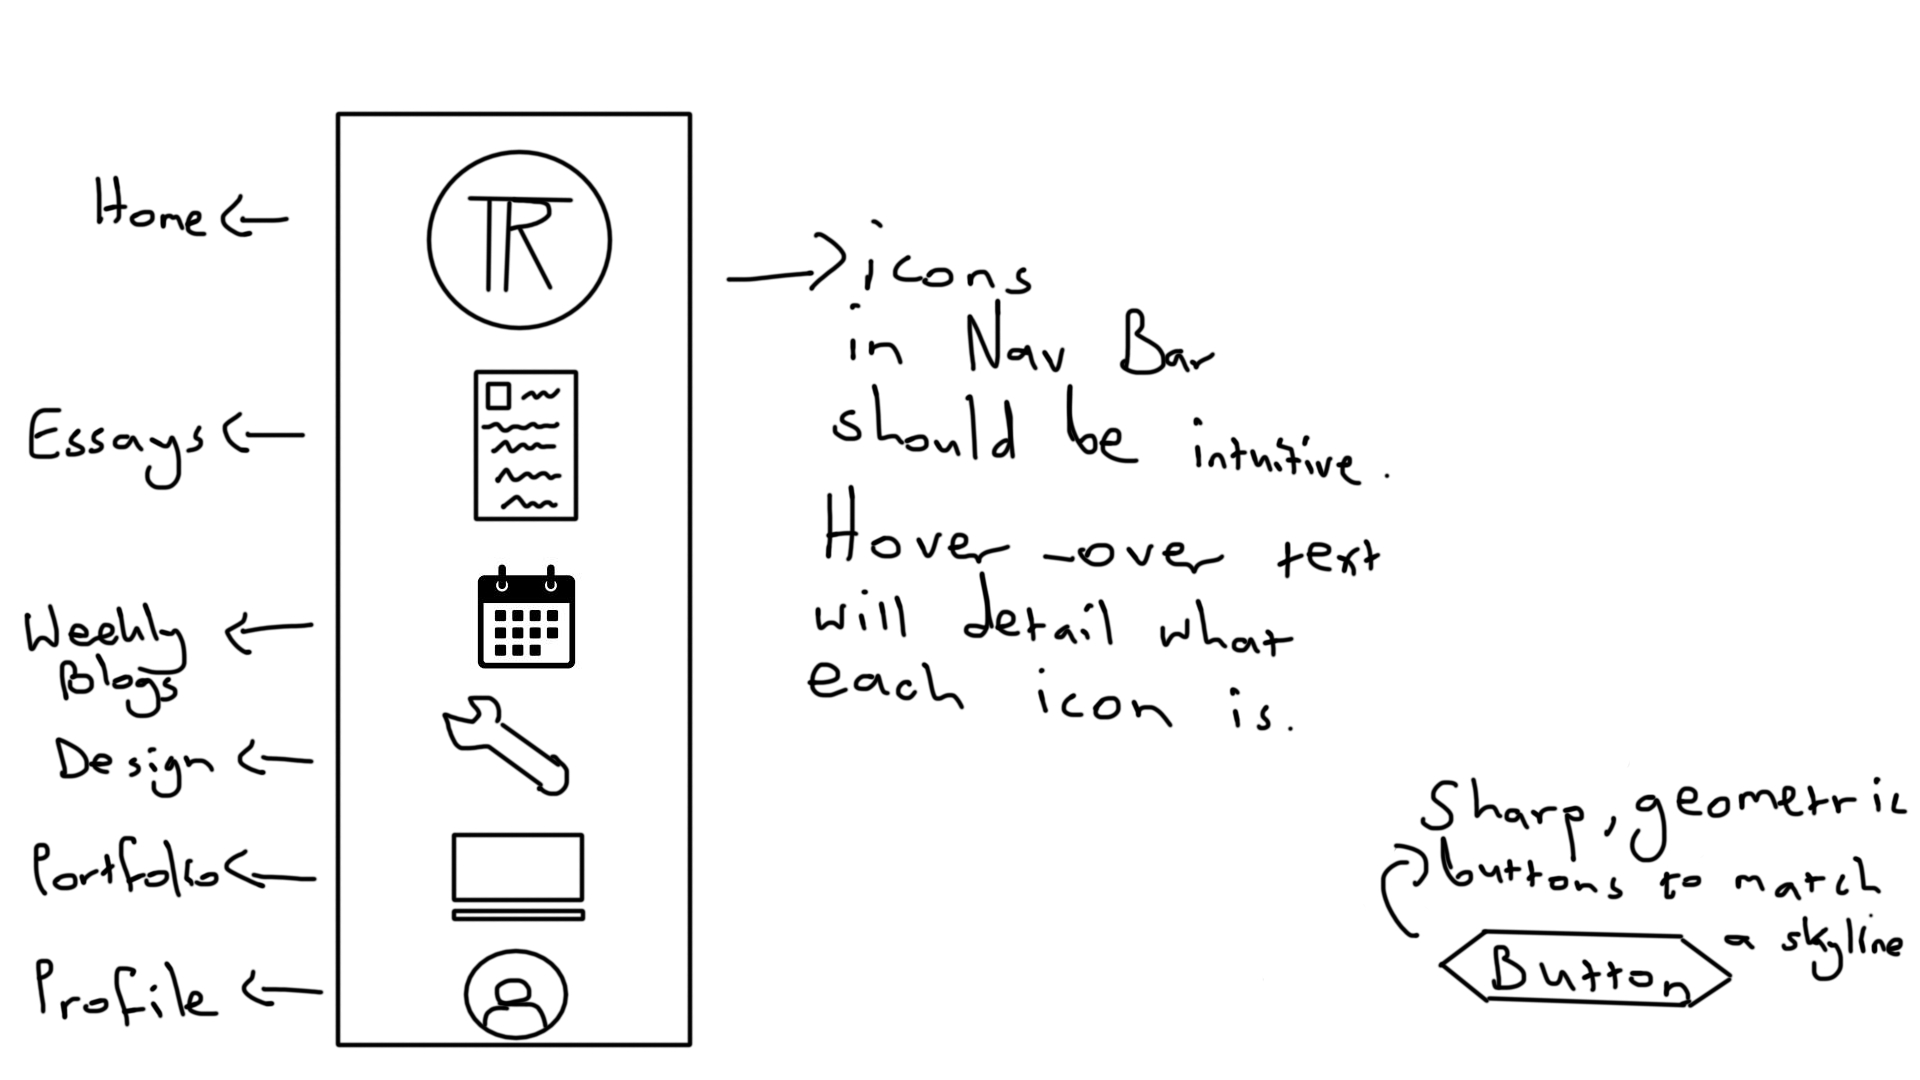 Home
Essays
Weekly
Blogs
Design
Portfolio
Profile
TR
icons
in Nav Bar
should be intuitive.
Hover-over text
will detail what
each icon is.
Sharp, geometric
buttons to match
a skyline
Button